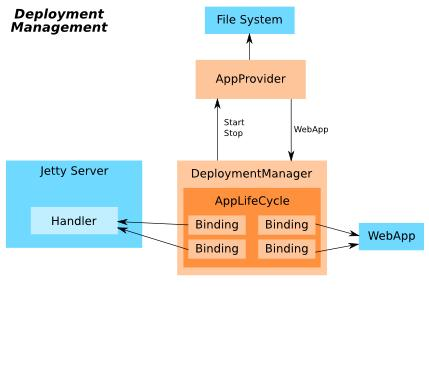 Deployment
Management
File System
AppProvider
Start
Stop
WebApp
Jetty Server
Handler
DeploymentManager
AppLifeCycle
Binding
Binding
Binding
Binding
WebApp